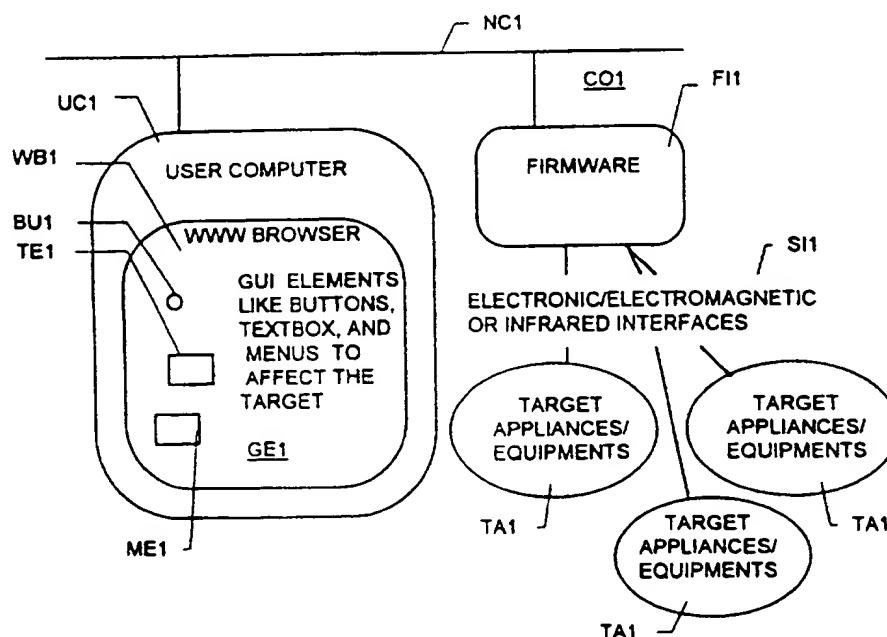 NC1
CO1
FI1
UC1
WB1
USER COMPUTER
FIRMWARE
BU1
TE1
WWW BROWSER
SI1
GUI ELEMENTS
LIKE BUTTONS,
TEXTBOX, AND
MENUS TO
AFFECT THE
TARGET
GE1
ELECTRONIC/ELECTROMAGNETIC
OR INFRARED INTERFACES
TARGET
APPLIANCES/
EQUIPMENTS
TARGET
APPLIANCES/
EQUIPMENTS
TARGET
APPLIANCES/
EQUIPMENTS
ME1
TA1
TA1
TA1